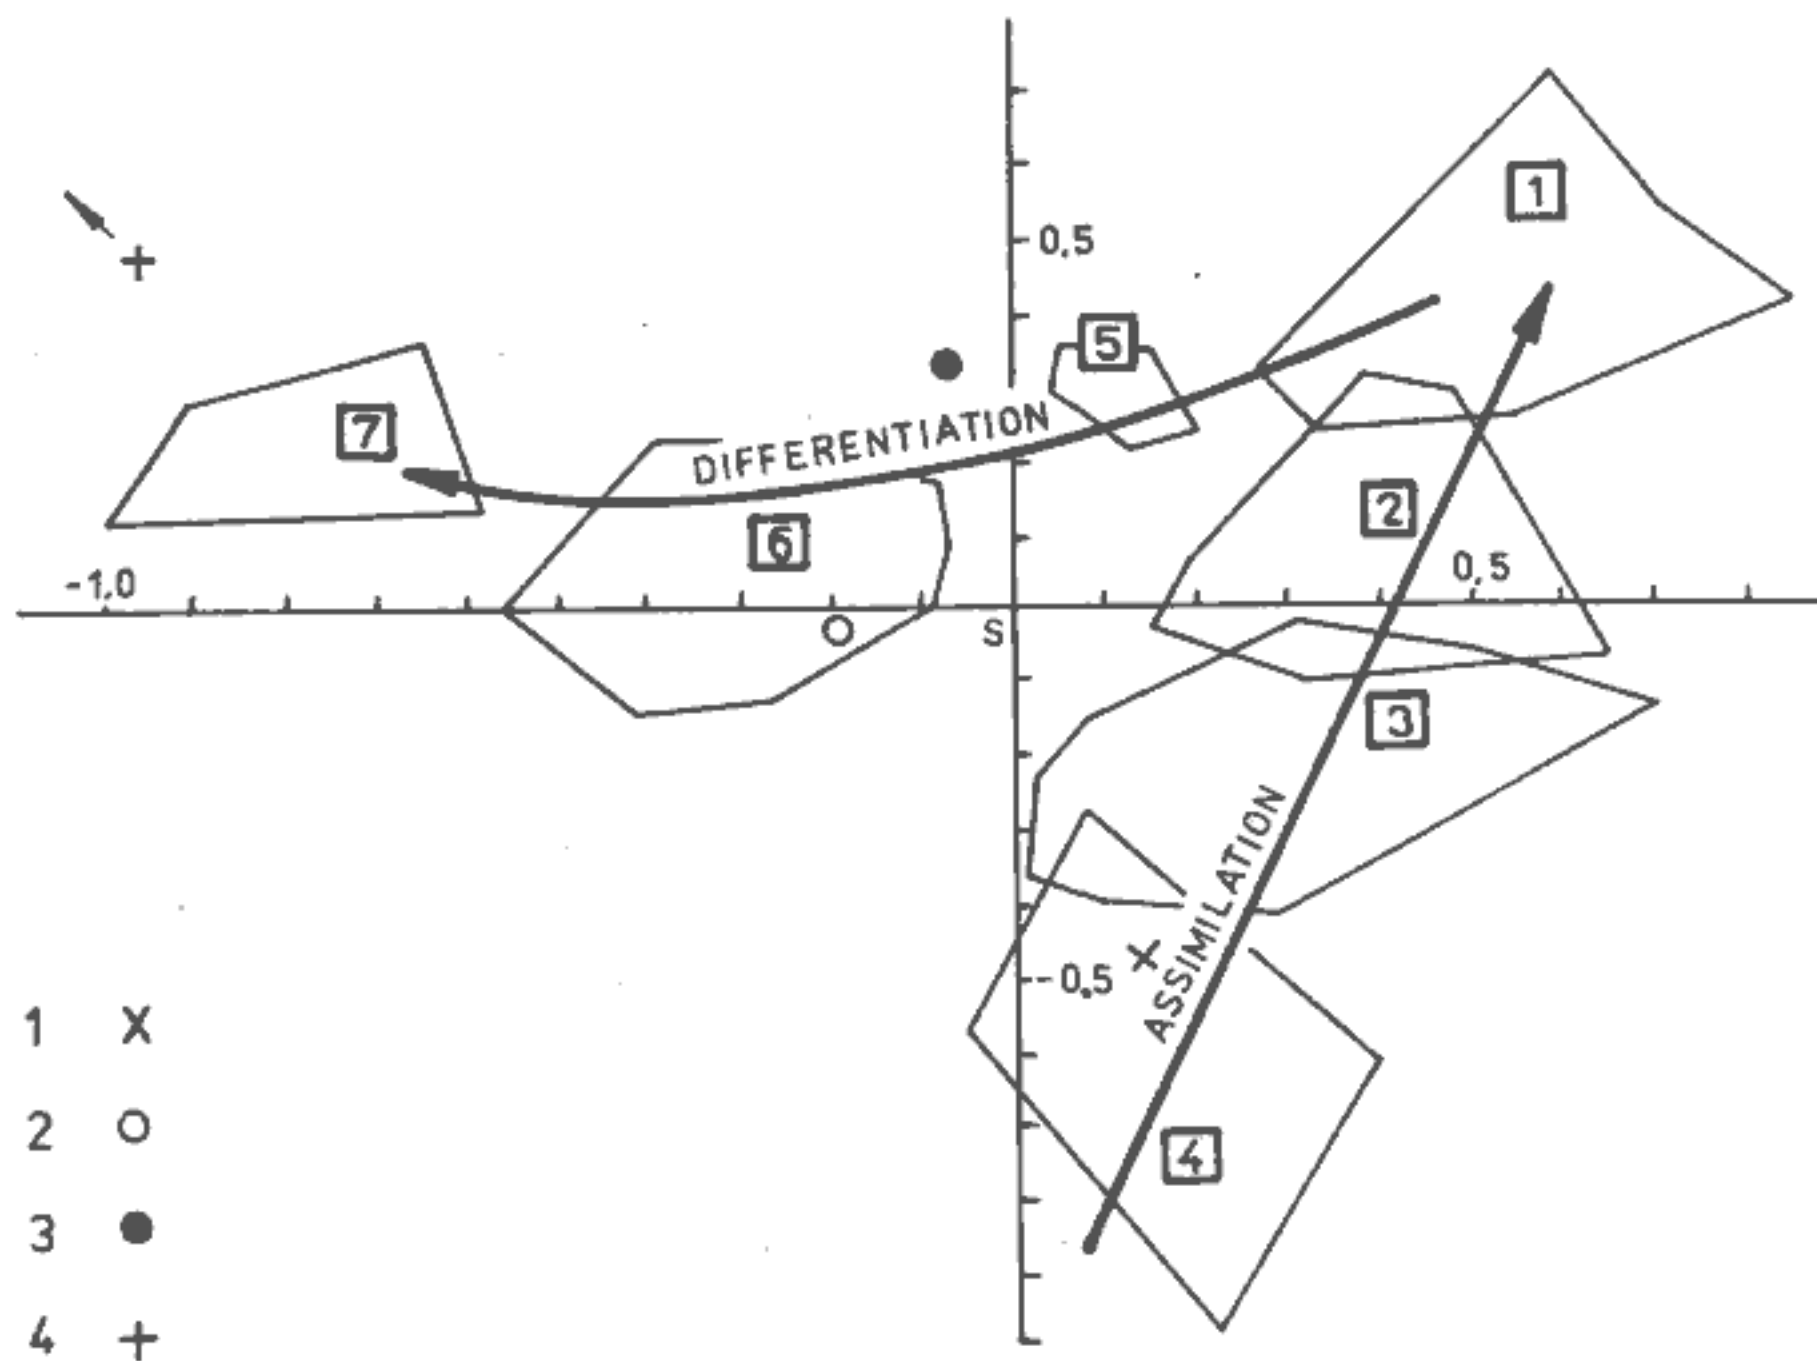 1
0,5
5
7
DIFFERENTIATION
2
6
-1,0
0,5
S
3
ASSIMILATION
-0,5
4
1 X
2 O
3 ●
4 +